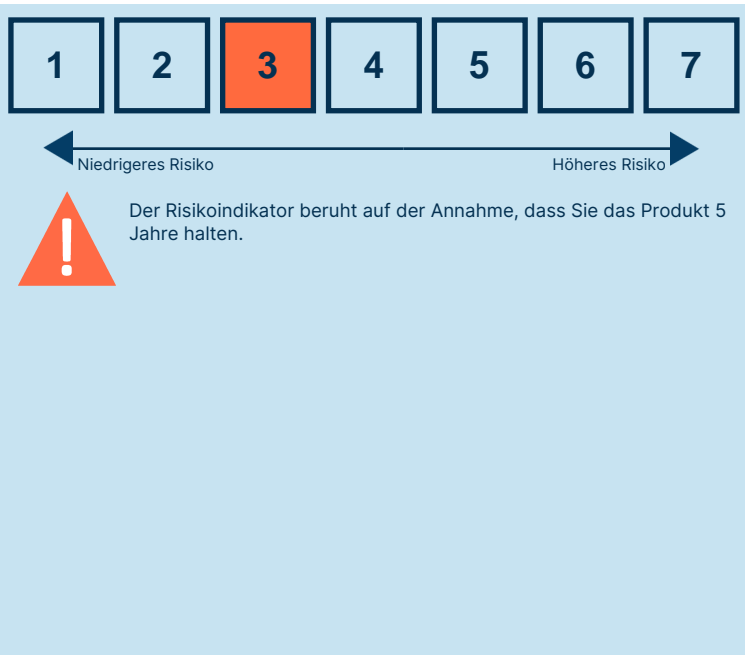 1 2 3 4 5 6 7
Niedrigeres Risiko Höheres Risiko
!
Der Risikoindikator beruht auf der Annahme, dass Sie das Produkt 5
Jahre halten.